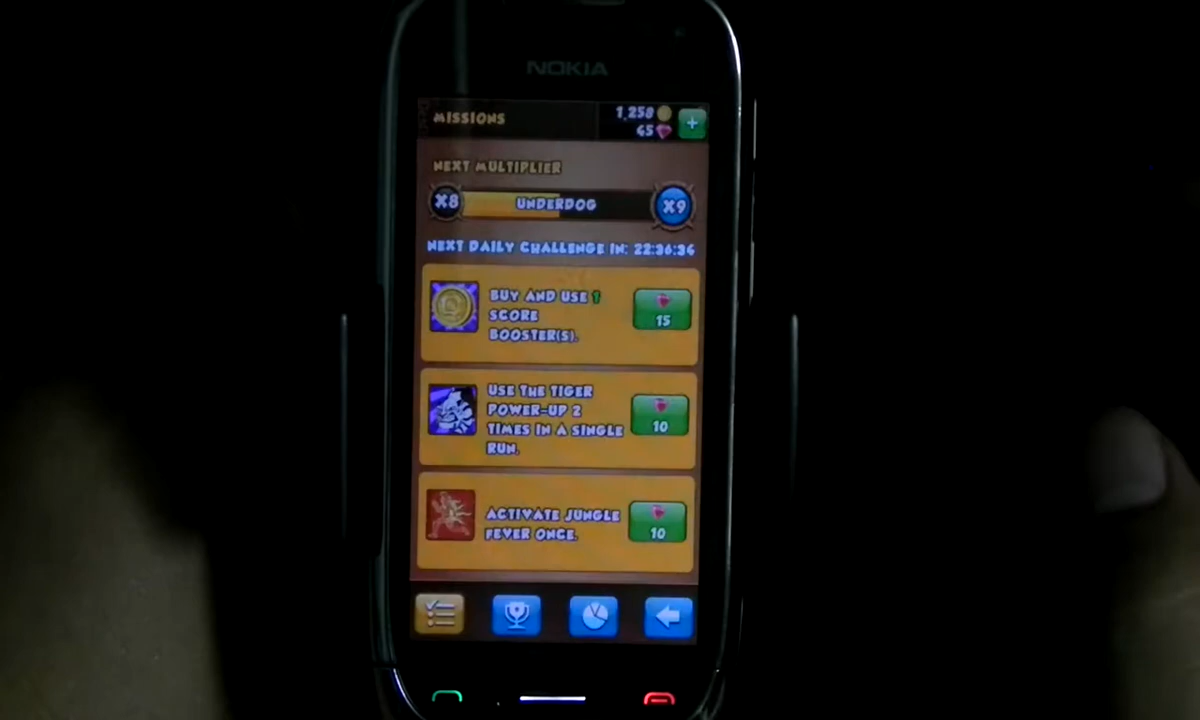 NOKIA
MISSIONS
1,258
45
+
NEXT MULTIPLIER
X8
UNDERDOG
X9
NEXT DAILY CHALLENGE IN: 22:36:34
BUY AND USE 1
SCORE
BOOSTER(S).
15
USE THE TIGER
POWER-UP 2
TIMES IN A SINGLE
RUN.
10
ACTIVATE JUNGLE
FEVER ONCE.
10